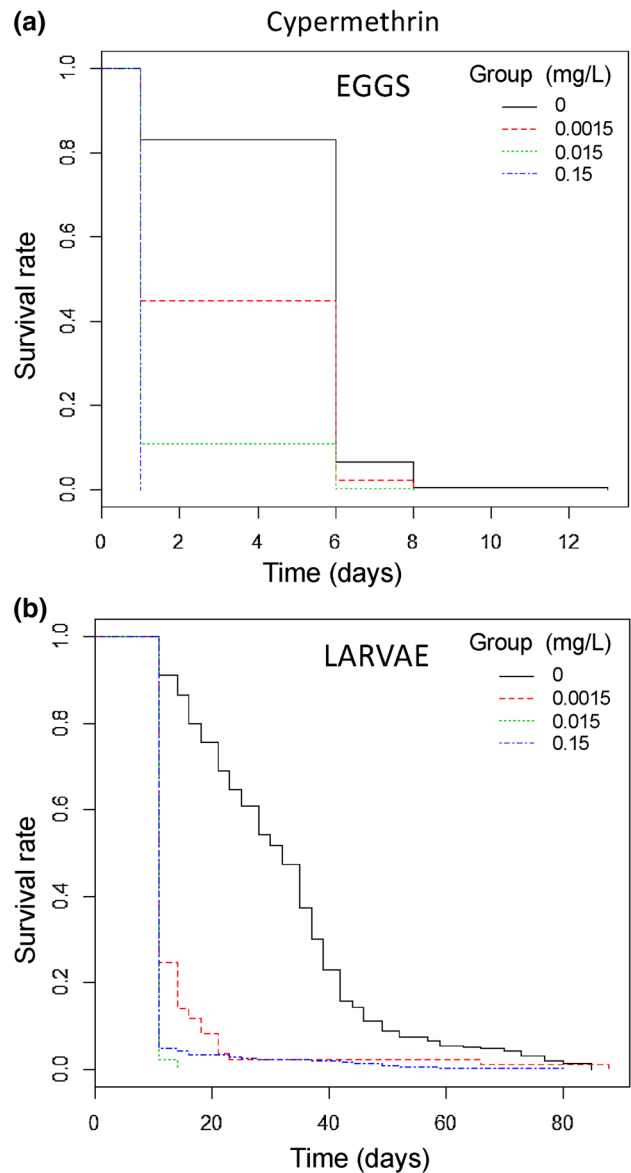 (a)
Cypermethrin
EGGS
Group (mg/L)
0
0.0015
0.015
0.15
Survival rate
1.0
0.8
0.6
0.4
0.2
0.0
0 2 4 6 8 10 12
Time (days)
(b)
LARVAE
Group (mg/L)
0
0.0015
0.015
0.15
Survival rate
1.0
0.8
0.6
0.4
0.2
0.0
0 20 40 60 80
Time (days)